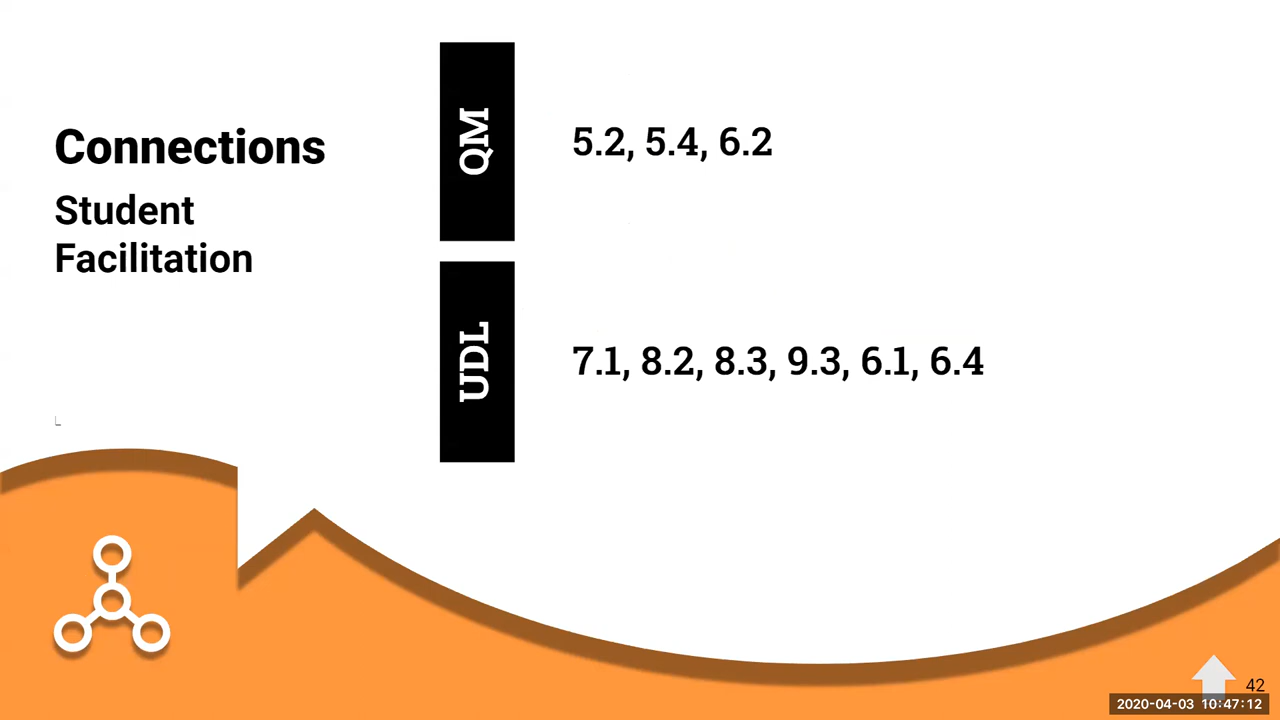 Connections
Student
Facilitation
QM
5.2, 5.4, 6.2
UDL
7.1, 8.2, 8.3, 9.3, 6.1, 6.4
42
2020-04-03 10:47:12